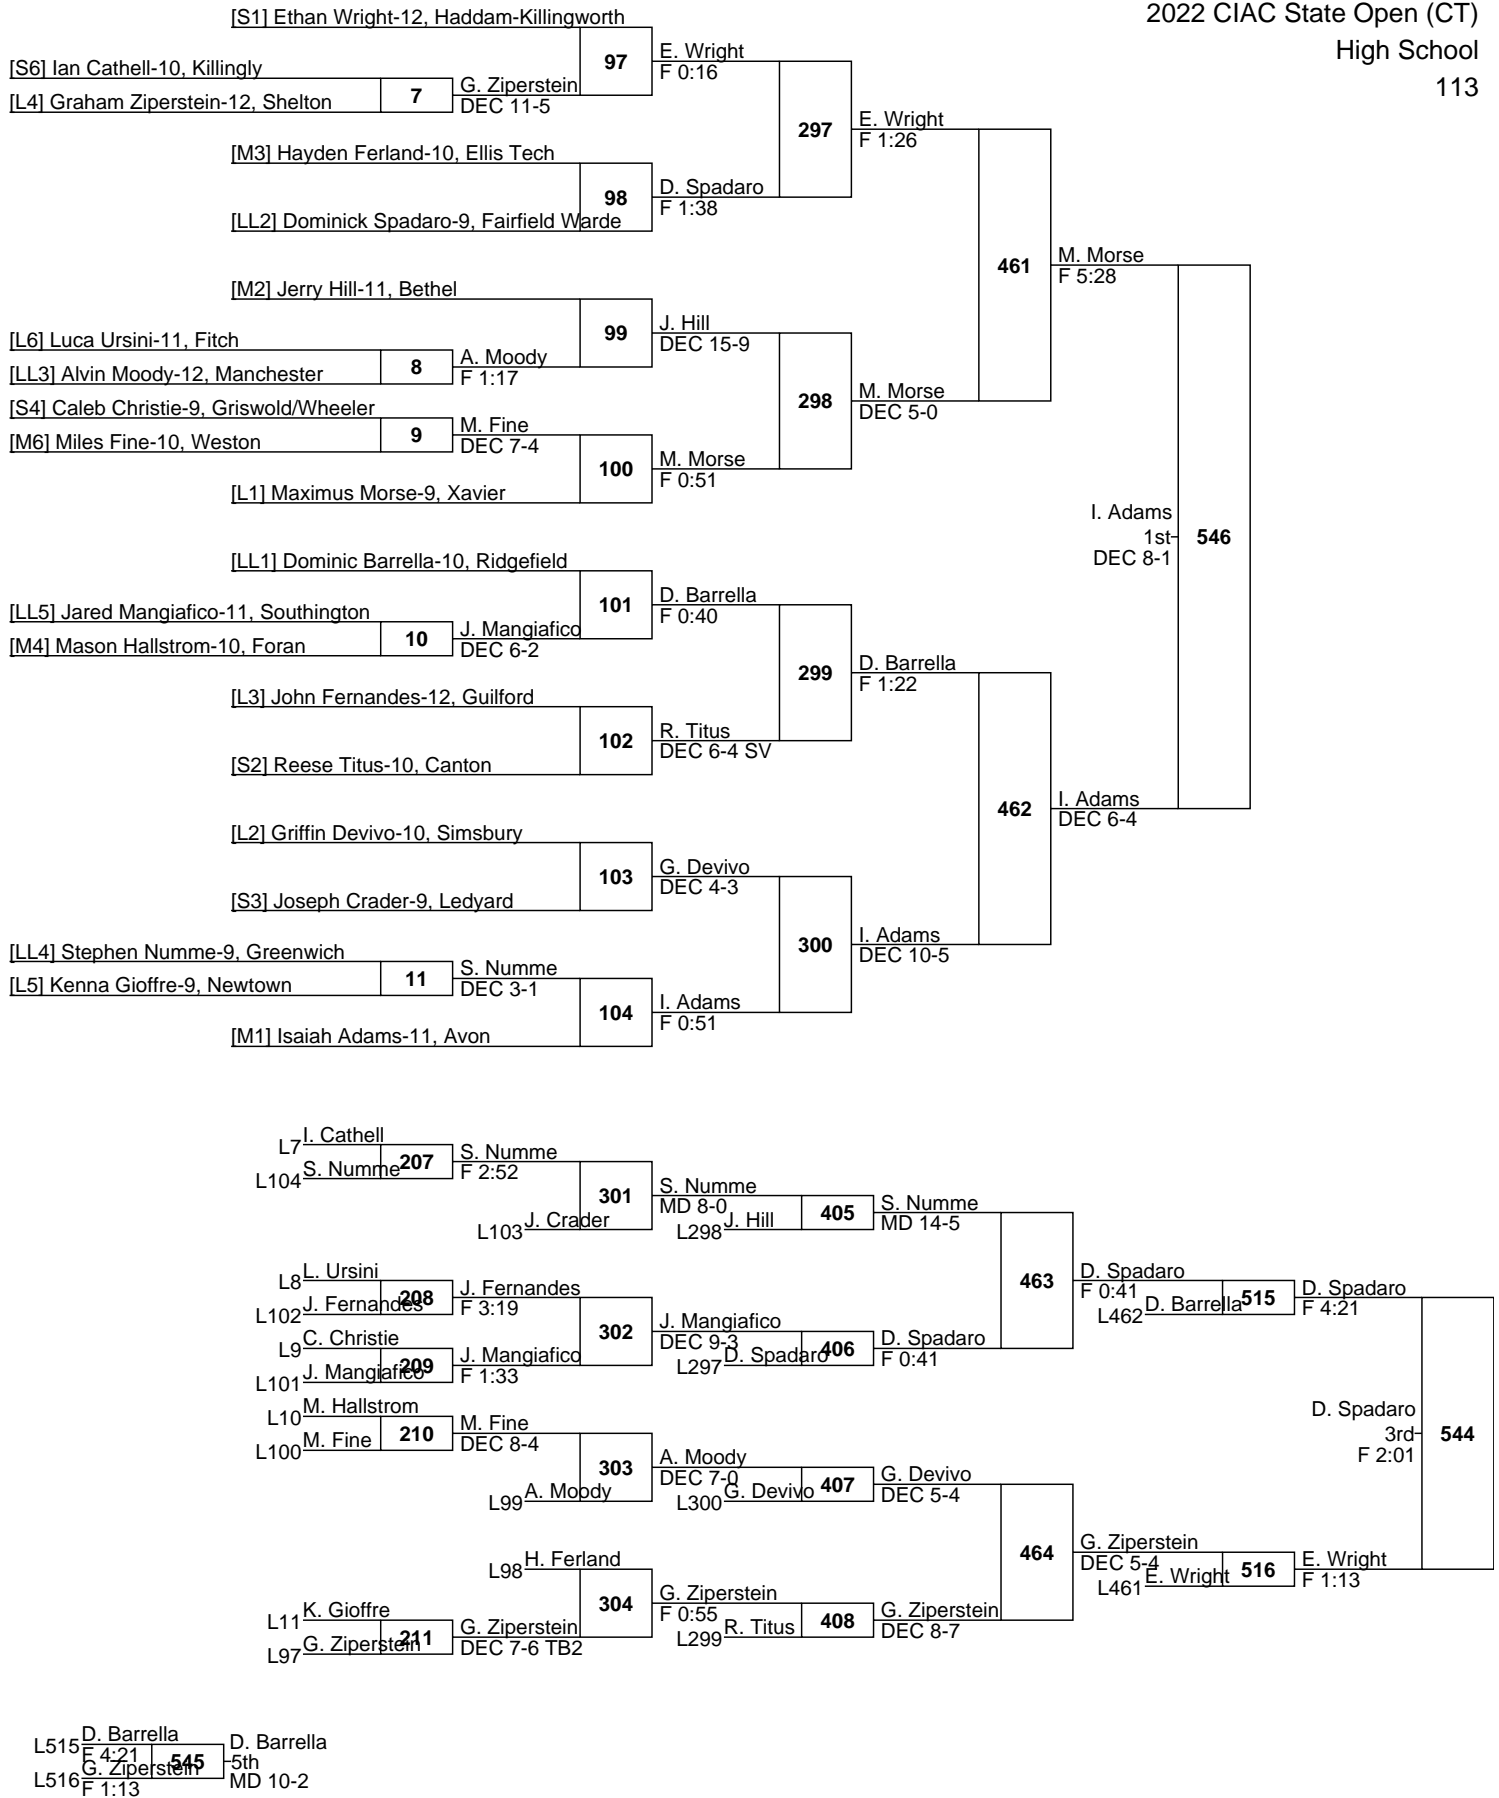 2022 CIAC State Open (CT)
High School
113
[S1] Ethan Wright-12, Haddam-Killingworth
97
E. Wright
F 0:16
[S6] Ian Cathell-10, Killingly
7
G. Ziperstein
DEC 11-5
[L4] Graham Ziperstein-12, Shelton
297
E. Wright
F 1:26
[M3] Hayden Ferland-10, Ellis Tech
98
D. Spadaro
F 1:38
[LL2] Dominick Spadaro-9, Fairfield Warde
461
M. Morse
F 5:28
[M2] Jerry Hill-11, Bethel
99
J. Hill
DEC 15-9
[L6] Luca Ursini-11, Fitch
8
A. Moody
F 1:17
[LL3] Alvin Moody-12, Manchester
298
M. Morse
DEC 5-0
[S4] Caleb Christie-9, Griswold/Wheeler
9
M. Fine
DEC 7-4
[M6] Miles Fine-10, Weston
100
M. Morse
F 0:51
[L1] Maximus Morse-9, Xavier
I. Adams
1st
DEC 8-1
546
[LL1] Dominic Barrella-10, Ridgefield
101
D. Barrella
F 0:40
[LL5] Jared Mangiafico-11, Southington
10
J. Mangiafico
DEC 6-2
[M4] Mason Hallstrom-10, Foran
299
D. Barrella
F 1:22
[L3] John Fernandes-12, Guilford
102
R. Titus
DEC 6-4 SV
[S2] Reese Titus-10, Canton
462
I. Adams
DEC 6-4
[L2] Griffin Devivo-10, Simsbury
103
G. Devivo
DEC 4-3
[S3] Joseph Crader-9, Ledyard
300
I. Adams
DEC 10-5
[LL4] Stephen Numme-9, Greenwich
11
S. Numme
DEC 3-1
[L5] Kenna Gioffre-9, Newtown
104
I. Adams
F 0:51
[M1] Isaiah Adams-11, Avon
L7
I. Cathell
207
S. Numme
F 2:52
L104
S. Numme
301
S. Numme
MD 8-0
L103
J. Crader
L298
J. Hill
405
S. Numme
MD 14-5
L8
L. Ursini
208
J. Fernandes
F 3:19
L102
J. Fernandes
463
D. Spadaro
F 0:41
L462
D. Barrella
515
D. Spadaro
F 4:21
302
J. Mangiafico
DEC 9-3
L297
D. Spadaro
406
D. Spadaro
F 0:41
L9
C. Christie
209
J. Mangiafico
F 1:33
L101
J. Mangiafico
L10
M. Hallstrom
210
M. Fine
DEC 8-4
L100
M. Fine
D. Spadaro
3rd
F 2:01
544
303
A. Moody
DEC 7-0
L99
A. Moody
L300
G. Devivo
407
G. Devivo
DEC 5-4
464
G. Ziperstein
DEC 5-4
L461
E. Wright
516
E. Wright
F 1:13
L98
H. Ferland
304
G. Ziperstein
F 0:55
L299
R. Titus
408
G. Ziperstein
DEC 8-7
L11
K. Gioffre
211
G. Ziperstein
DEC 7-6 TB2
L97
G. Ziperstein
L515
D. Barrella
F 4:21
545
D. Barrella
5th
MD 10-2
L516
G. Ziperstein
F 1:13